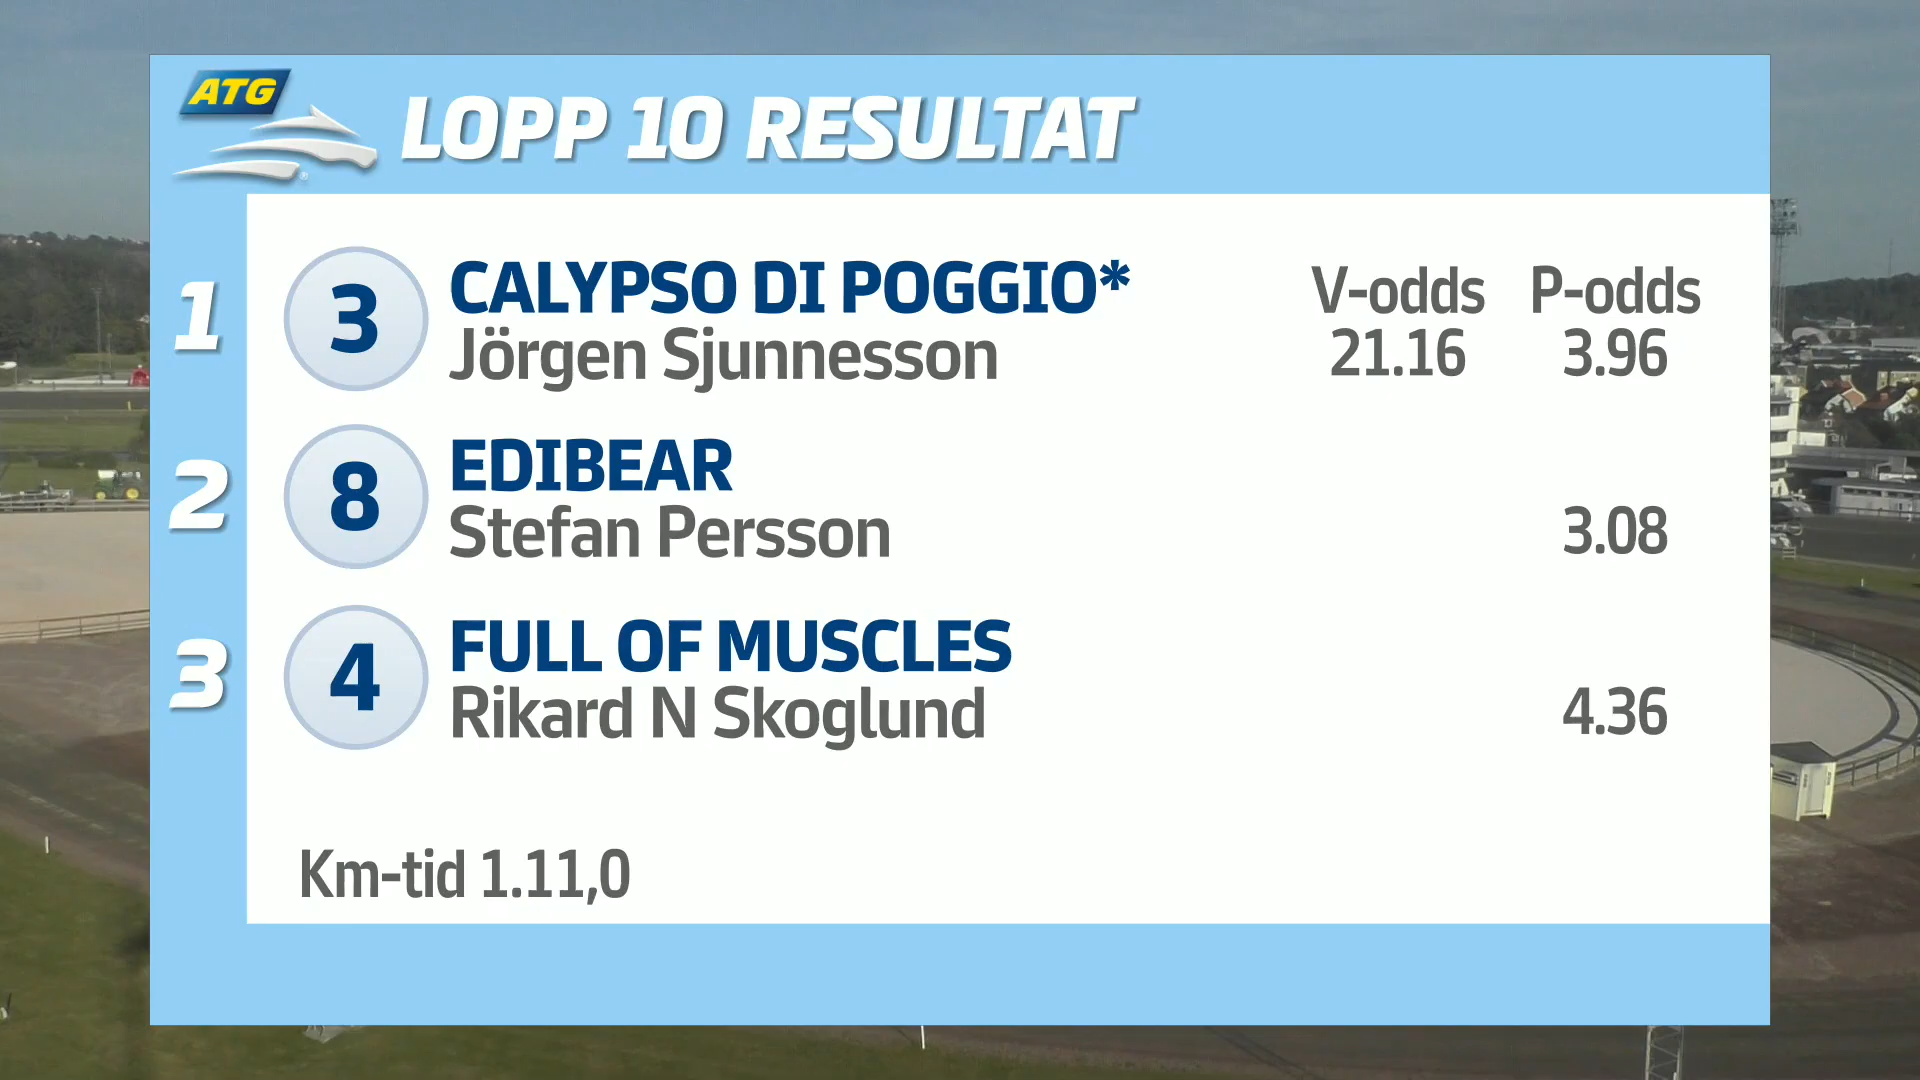 ATG
LOPP 10 RESULTAT
1
3
CALYPSO DI POGGIO*
Jörgen Sjunnesson
V-odds P-odds
21.16 3.96
2
8
EDIBEAR
Stefan Persson
3.08
3
4
FULL OF MUSCLES
Rikard N Skoglund
4.36
Km-tid 1.11,0